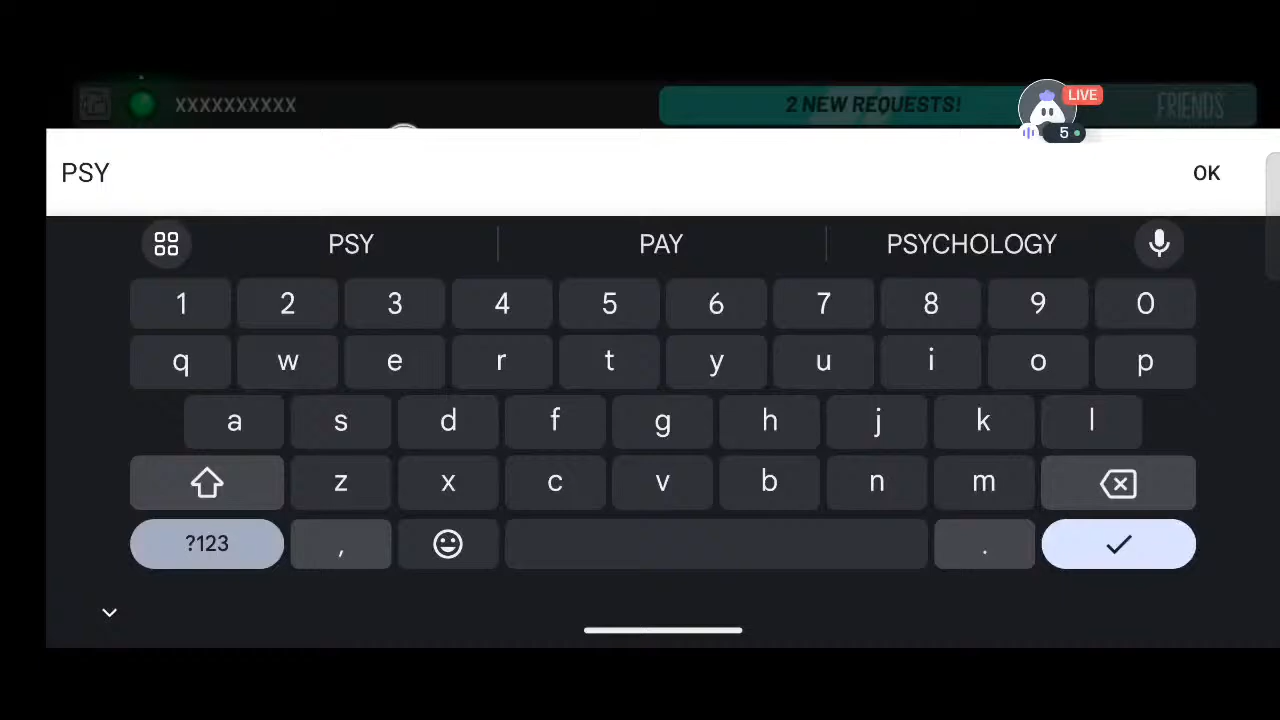 XXXXXXXXXX
2 NEW REQUESTS!
FRIENDS
LIVE
5
PSY
OK
PSY PAY PSYCHOLOGY
1 2 3 4 5 6 7 8 9 0
q w e r t y u i o p
a s d f g h j k l
z x c v b n m
?123 , .